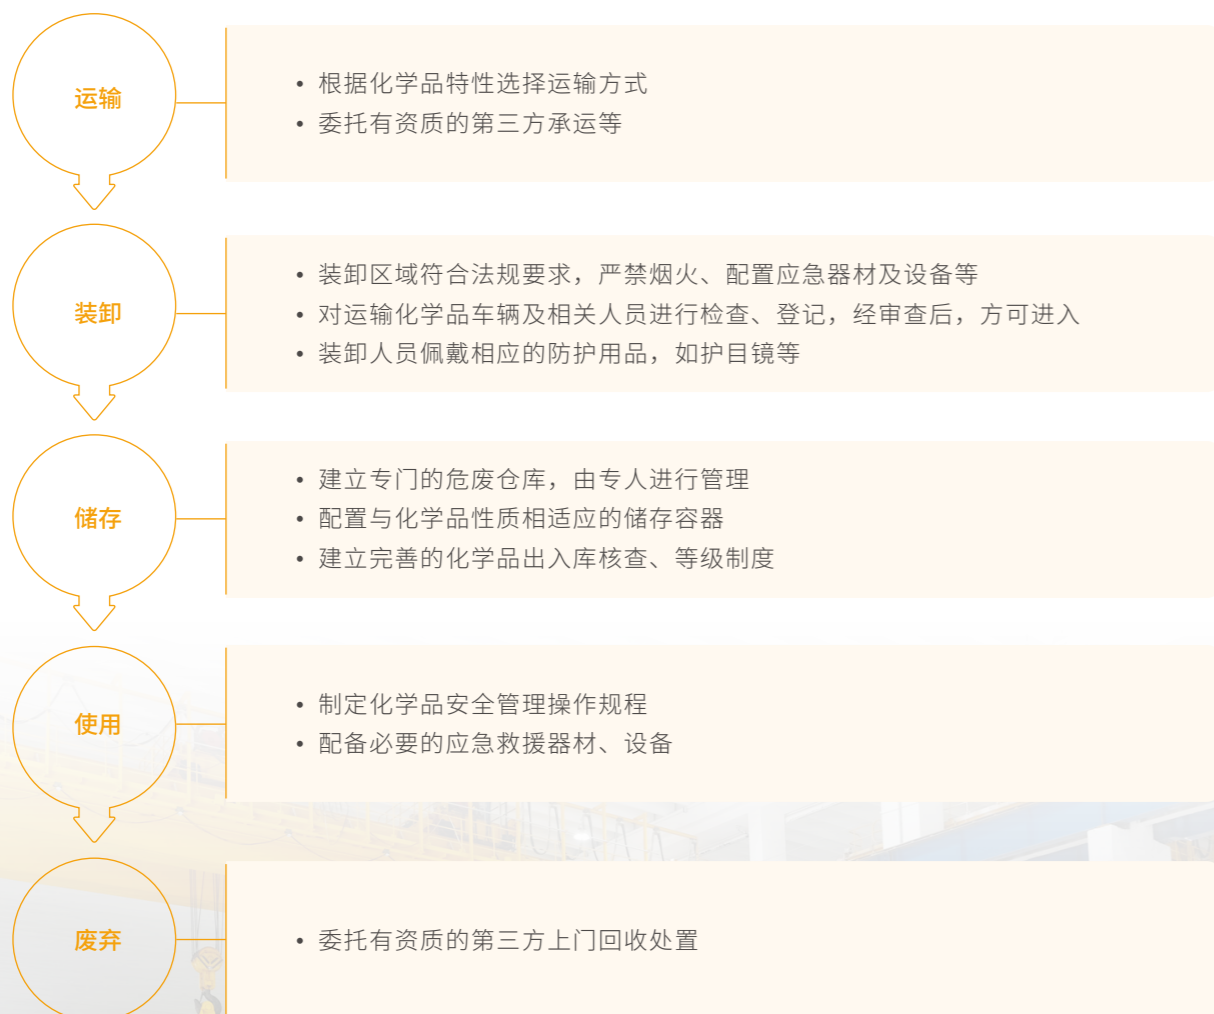 运输
• 根据化学品特性选择运输方式
• 委托有资质的第三方承运等
装卸
• 装卸区域符合法规要求，严禁烟火、配置应急器材及设备等
• 对运输化学品车辆及相关人员进行检查、登记，经审查后，方可进入
• 装卸人员佩戴相应的防护用品，如护目镜等
储存
• 建立专门的危废仓库，由专人进行管理
• 配置与化学品性质相适应的储存容器
• 建立完善的化学品出入库核查、等级制度
使用
• 制定化学品安全管理操作规程
• 配备必要的应急救援器材、设备
废弃
• 委托有资质的第三方上门回收处置